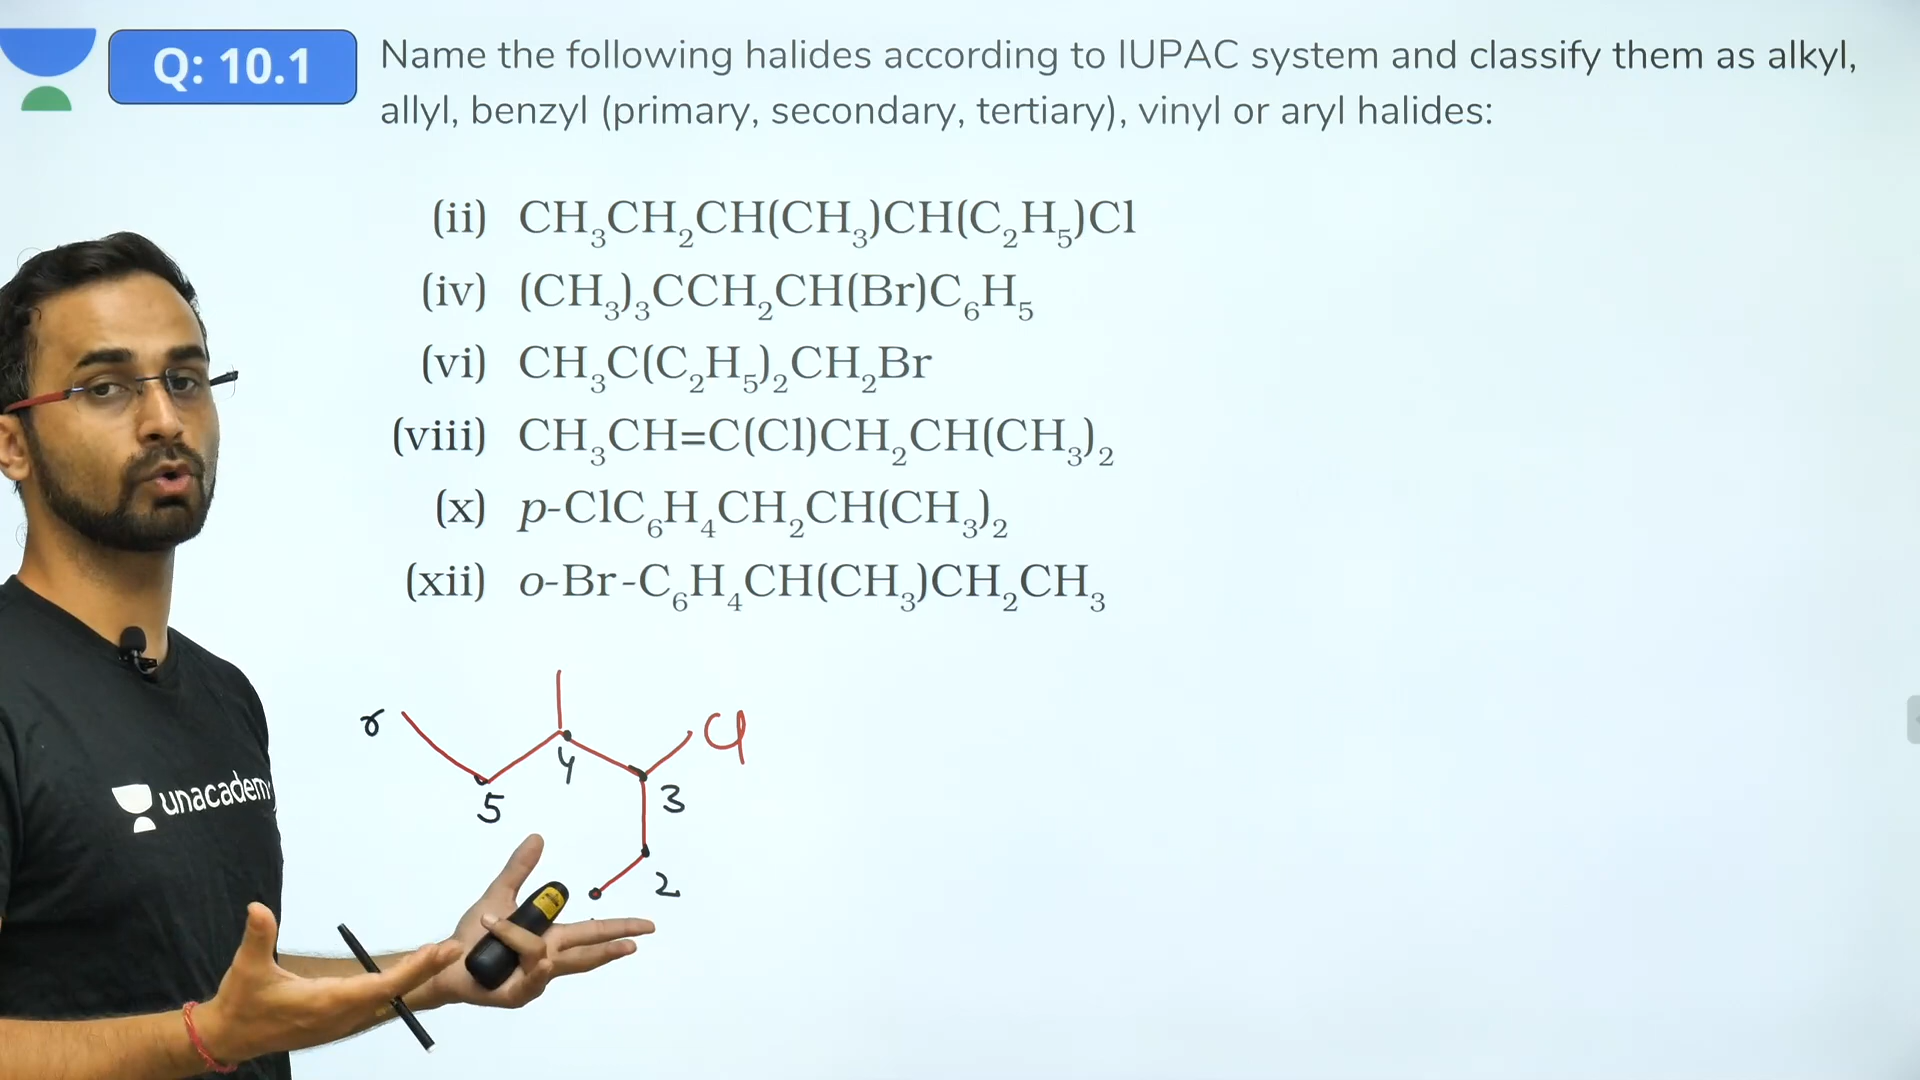 Q: 10.1
Name the following halides according to IUPAC system and classify them as alkyl,
allyl, benzyl (primary, secondary, tertiary), vinyl or aryl halides:
(ii) CH₃CH₂CH(CH₃)CH(C₂H₅)Cl
(iv) (CH₃)₃CCH₂CH(Br)C₆H₅
(vi) CH₃C(C₂H₅)₂CH₂Br
(viii) CH₃CH=C(Cl)CH₂CH(CH₃)₂
(x) p-ClC₆H₄CH₂CH(CH₃)₂
(xii) o-Br-C₆H₄CH(CH₃)CH₂CH₃
Cl
4
5
3
2
unacademy